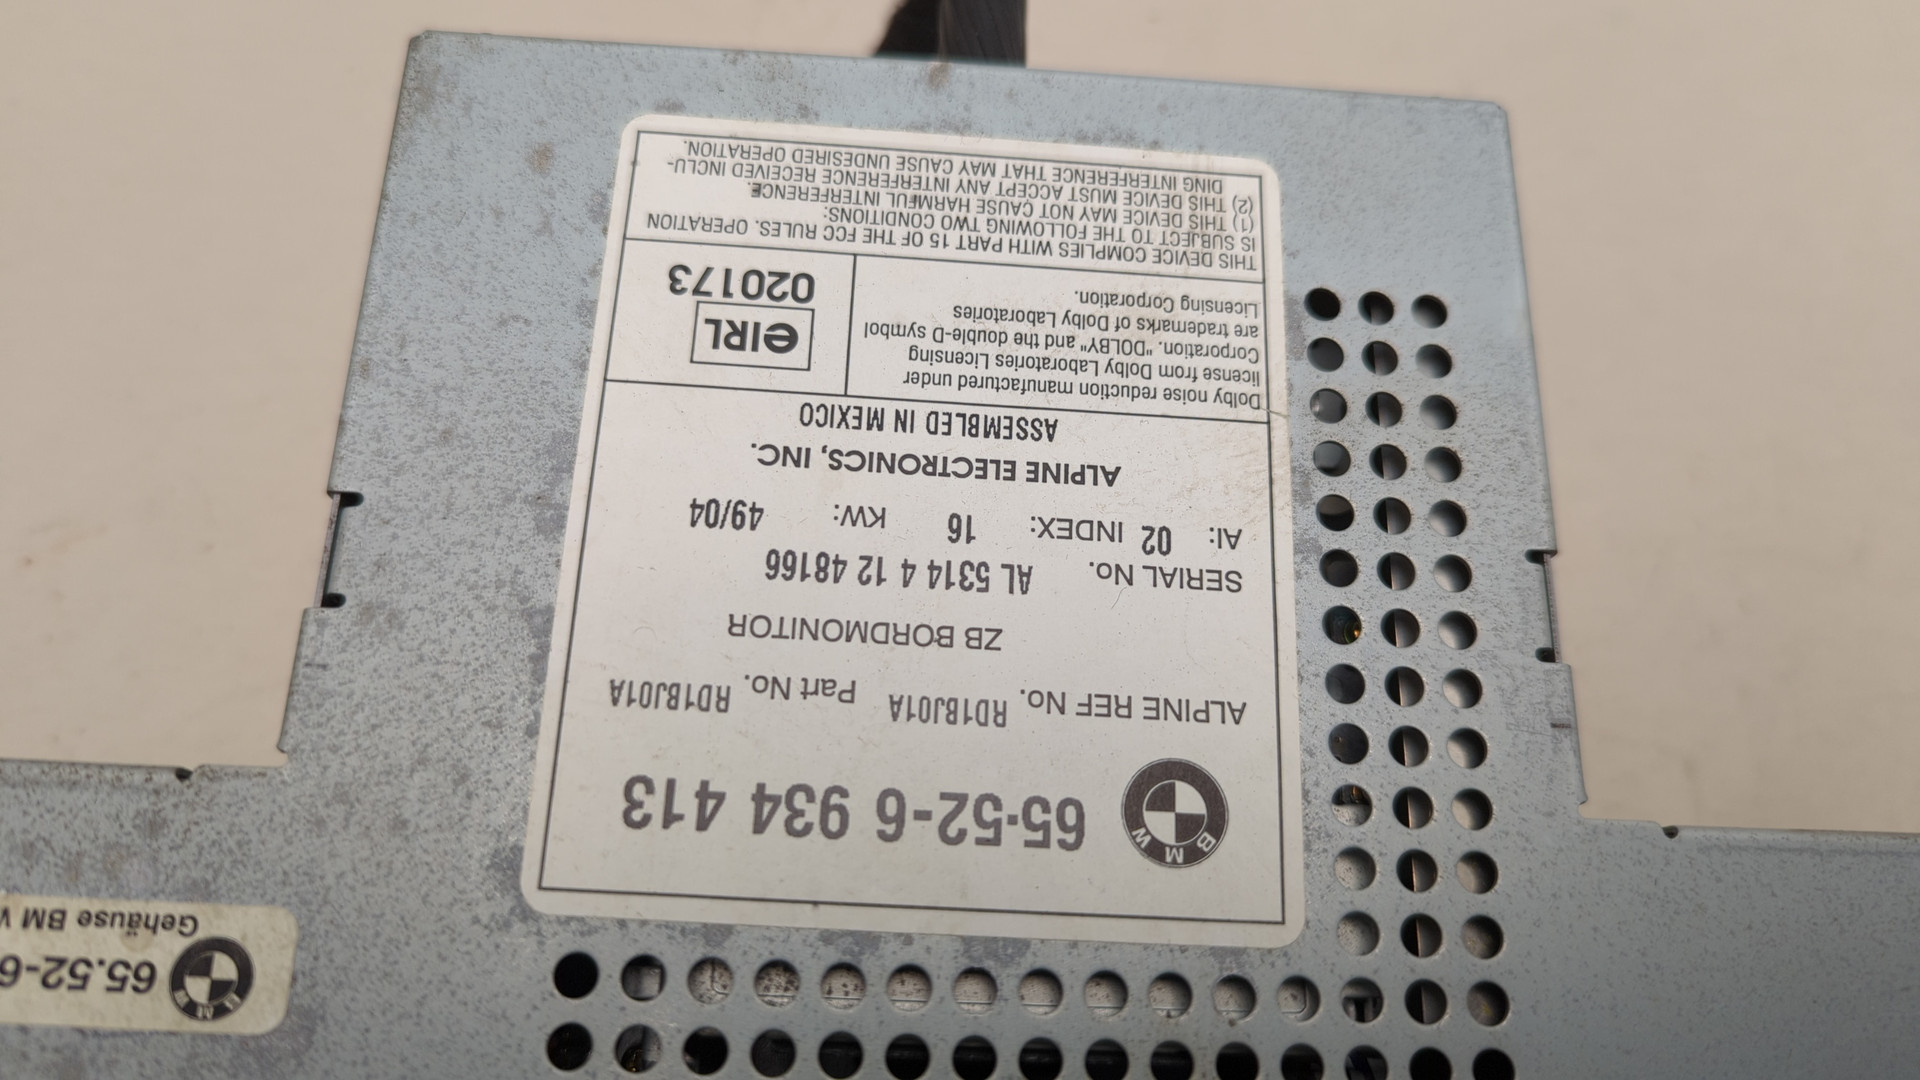 BMW
65·52-6 934 413
ALPINE REF No. RD1BJ01A Part No. RD1BJ01A
ZB BORDMONITOR
SERIAL No. AL 5314 4 12 48166
AI: 02 INDEX: 16 KW: 49/04
ALPINE ELECTRONICS, INC.
ASSEMBLED IN MEXICO
Dolby noise reduction manufactured under
license from Dolby Laboratories Licensing
Corporation. "DOLBY" and the double-D symbol
are trademarks of Dolby Laboratories
Licensing Corporation.
eIRL
020173
THIS DEVICE COMPLIES WITH PART 15 OF THE FCC RULES. OPERATION
IS SUBJECT TO THE FOLLOWING TWO CONDITIONS:
(1) THIS DEVICE MAY NOT CAUSE HARMFUL INTERFERENCE.
(2) THIS DEVICE MUST ACCEPT ANY INTERFERENCE RECEIVED INCLU-
DING INTERFERENCE THAT MAY CAUSE UNDESIRED OPERATION.
BMW
65.52-6
Gehäuse BM